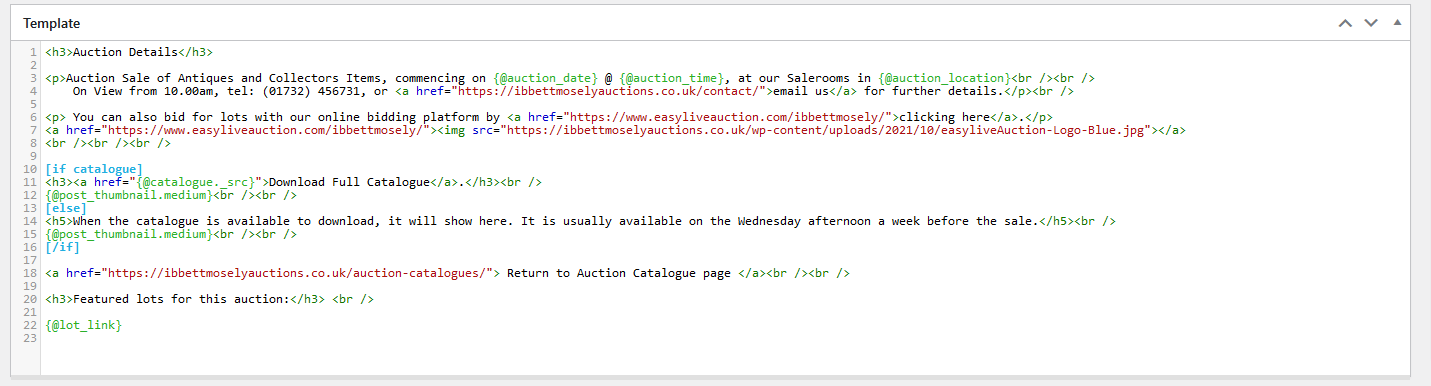 Template
1 <h3>Auction Details</h3>
2
3 <p>Auction Sale of Antiques and Collectors Items, commencing on {@auction_date} @ {@auction_time}, at our Salerooms in {@auction_location}<br /><br />
4 On View from 10.00am, tel: (01732) 456731, or <a href="https://ibbettmoselyauctions.co.uk/contact/">email us</a> for further details.</p><br />
5
6 <p> You can also bid for lots with our online bidding platform by <a href="https://www.easyliveauction.com/ibbettmosely/">clicking here</a>.</p>
7 <a href="https://www.easyliveauction.com/ibbettmosely/"><img src="https://ibbettmoselyauctions.co.uk/wp-content/uploads/2021/10/easyliveAuction-Logo-Blue.jpg"></a>
8 <br /><br /><br />
9
10 [if catalogue]
11 <h3><a href="{@catalogue._src}">Download Full Catalogue</a>.</h3><br />
12 {@post_thumbnail.medium}<br /><br />
13 [else]
14 <h5>When the catalogue is available to download, it will show here. It is usually available on the Wednesday afternoon a week before the sale.</h5><br />
15 {@post_thumbnail.medium}<br /><br />
16 [/if]
17
18 <a href="https://ibbettmoselyauctions.co.uk/auction-catalogues/"> Return to Auction Catalogue page </a><br /><br />
19
20 <h3>Featured lots for this auction:</h3> <br />
21
22 {@lot_link}
23